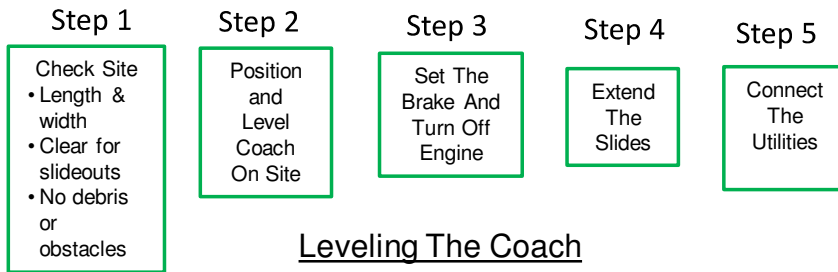 Step 1
Check Site
• Length &
width
• Clear for
slideouts
• No debris
or
obstacles
Step 2
Position
and
Level
Coach
On Site
Step 3
Set The
Brake And
Turn Off
Engine
Step 4
Extend
The
Slides
Step 5
Connect
The
Utilities
Leveling The Coach